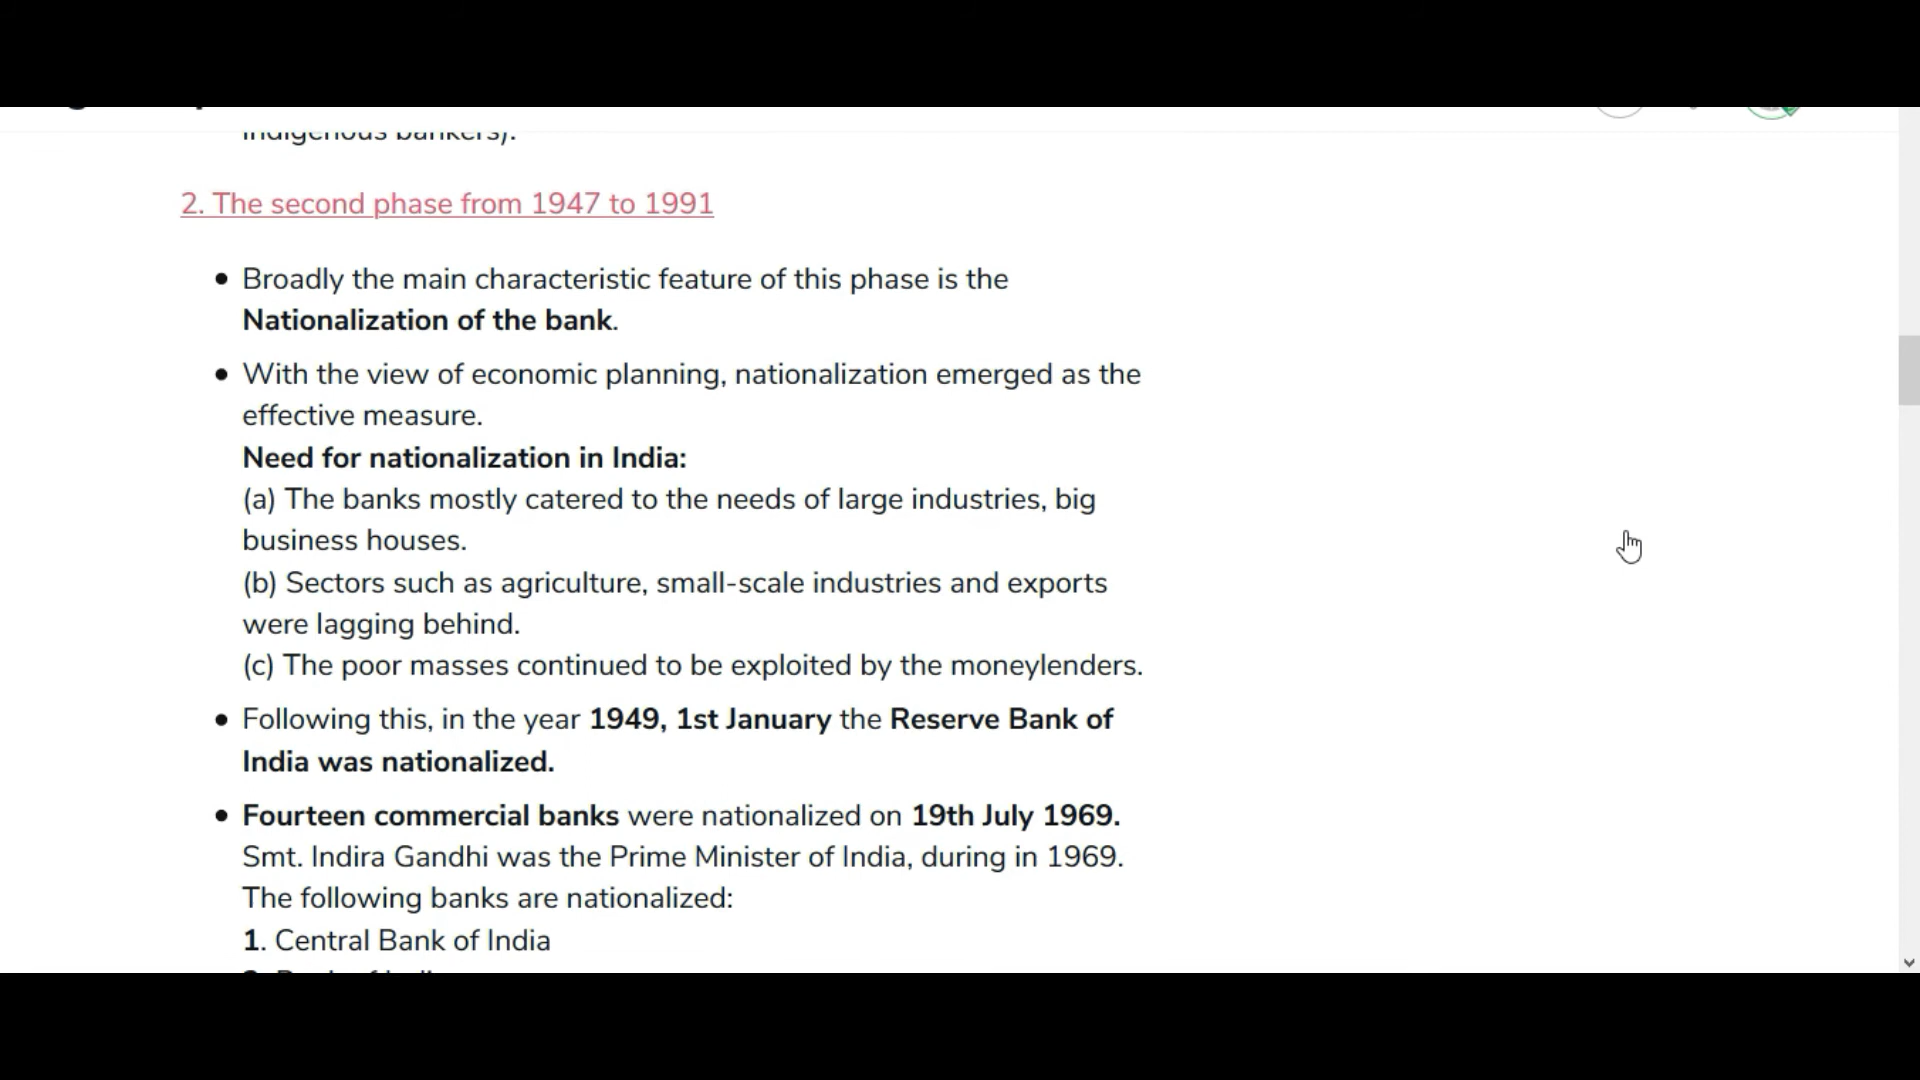 indigenous bankers).
2. The second phase from 1947 to 1991
• Broadly the main characteristic feature of this phase is the
Nationalization of the bank.
• With the view of economic planning, nationalization emerged as the
effective measure.
Need for nationalization in India:
(a) The banks mostly catered to the needs of large industries, big
business houses.
(b) Sectors such as agriculture, small-scale industries and exports
were lagging behind.
(c) The poor masses continued to be exploited by the moneylenders.
• Following this, in the year 1949, 1st January the Reserve Bank of
India was nationalized.
• Fourteen commercial banks were nationalized on 19th July 1969.
Smt. Indira Gandhi was the Prime Minister of India, during in 1969.
The following banks are nationalized:
1. Central Bank of India